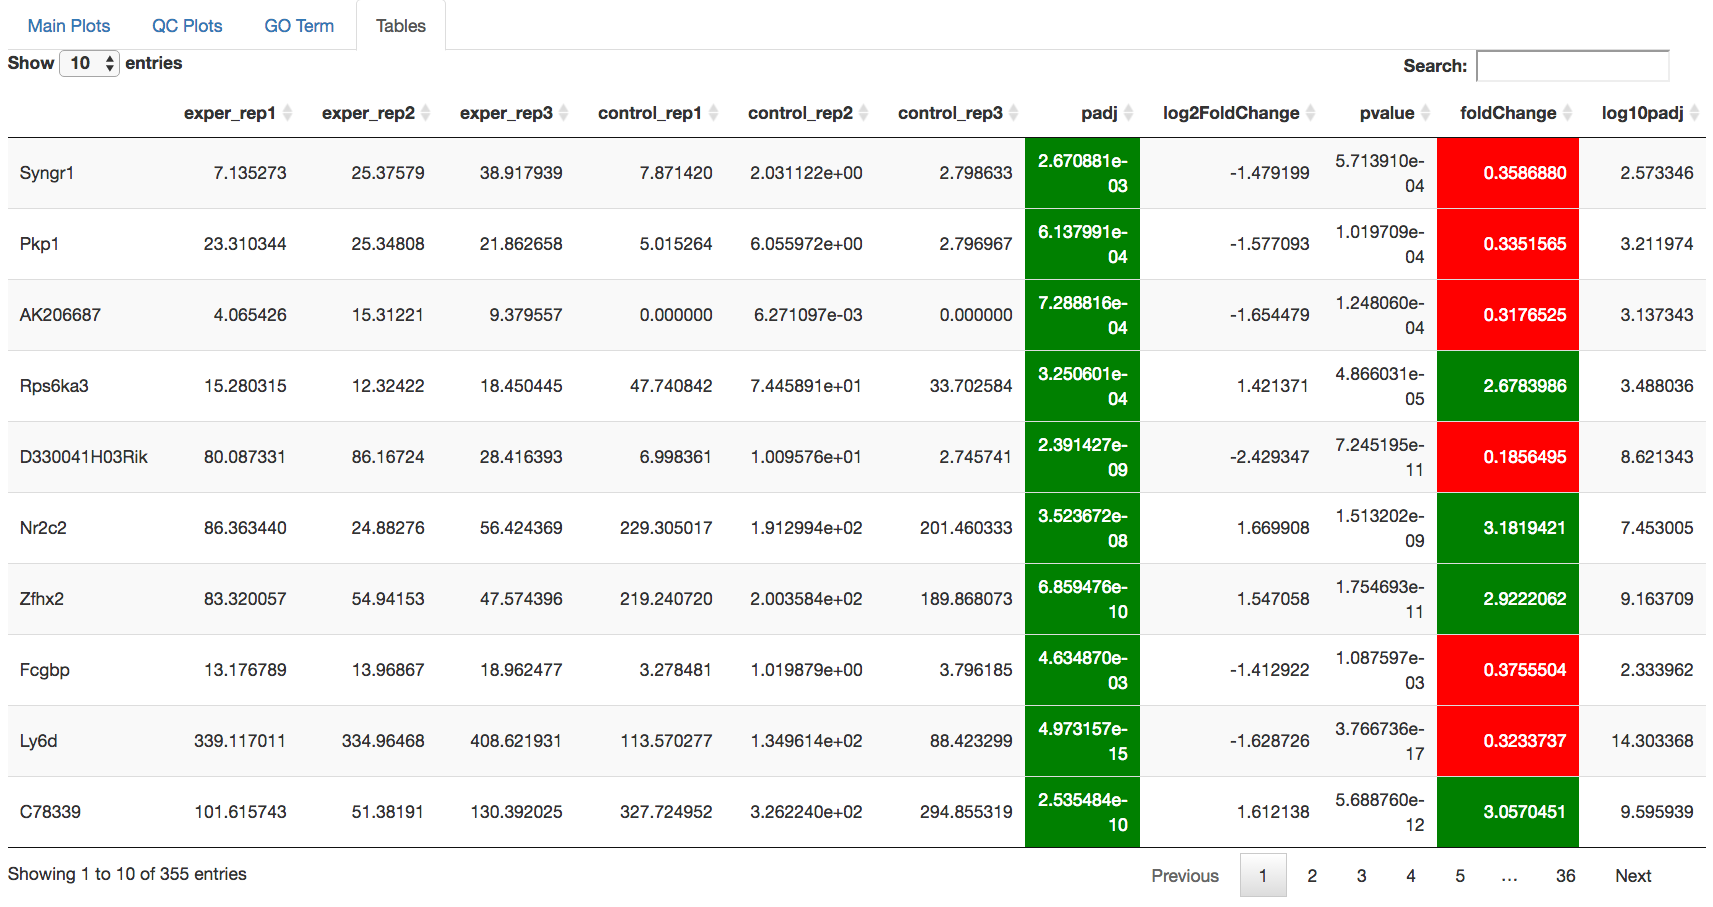 Main Plots QC Plots GO Term Tables
Show 10 entries Search:
exper_rep1 exper_rep2 exper_rep3 control_rep1 control_rep2 control_rep3 padj log2FoldChange pvalue foldChange log10padj
Syngr1 7.135273 25.37579 38.917939 7.871420 2.031122e+00 2.798633 2.670881e-03 -1.479199 5.713910e-04 0.3586880 2.573346
Pkp1 23.310344 25.34808 21.862658 5.015264 6.055972e+00 2.796967 6.137991e-04 -1.577093 1.019709e-04 0.3351565 3.211974
AK206687 4.065426 15.31221 9.379557 0.000000 6.271097e-03 0.000000 7.288816e-04 -1.654479 1.248060e-04 0.3176525 3.137343
Rps6ka3 15.280315 12.32422 18.450445 47.740842 7.445891e+01 33.702584 3.250601e-04 1.421371 4.866031e-05 2.6783986 3.488036
D330041H03Rik 80.087331 86.16724 28.416393 6.998361 1.009576e+01 2.745741 2.391427e-09 -2.429347 7.245195e-11 0.1856495 8.621343
Nr2c2 86.363440 24.88276 56.424369 229.305017 1.912994e+02 201.460333 3.523672e-08 1.669908 1.513202e-09 3.1819421 7.453005
Zfhx2 83.320057 54.94153 47.574396 219.240720 2.003584e+02 189.868073 6.859476e-10 1.547058 1.754693e-11 2.9222062 9.163709
Fcgbp 13.176789 13.96867 18.962477 3.278481 1.019879e+00 3.796185 4.634870e-03 -1.412922 1.087597e-03 0.3755504 2.333962
Ly6d 339.117011 334.96468 408.621931 113.570277 1.349614e+02 88.423299 4.973157e-15 -1.628726 3.766736e-17 0.3233737 14.303368
C78339 101.615743 51.38191 130.392025 327.724952 3.262240e+02 294.855319 2.535484e-10 1.612138 5.688760e-12 3.0570451 9.595939
Showing 1 to 10 of 355 entries Previous 1 2 3 4 5 … 36 Next